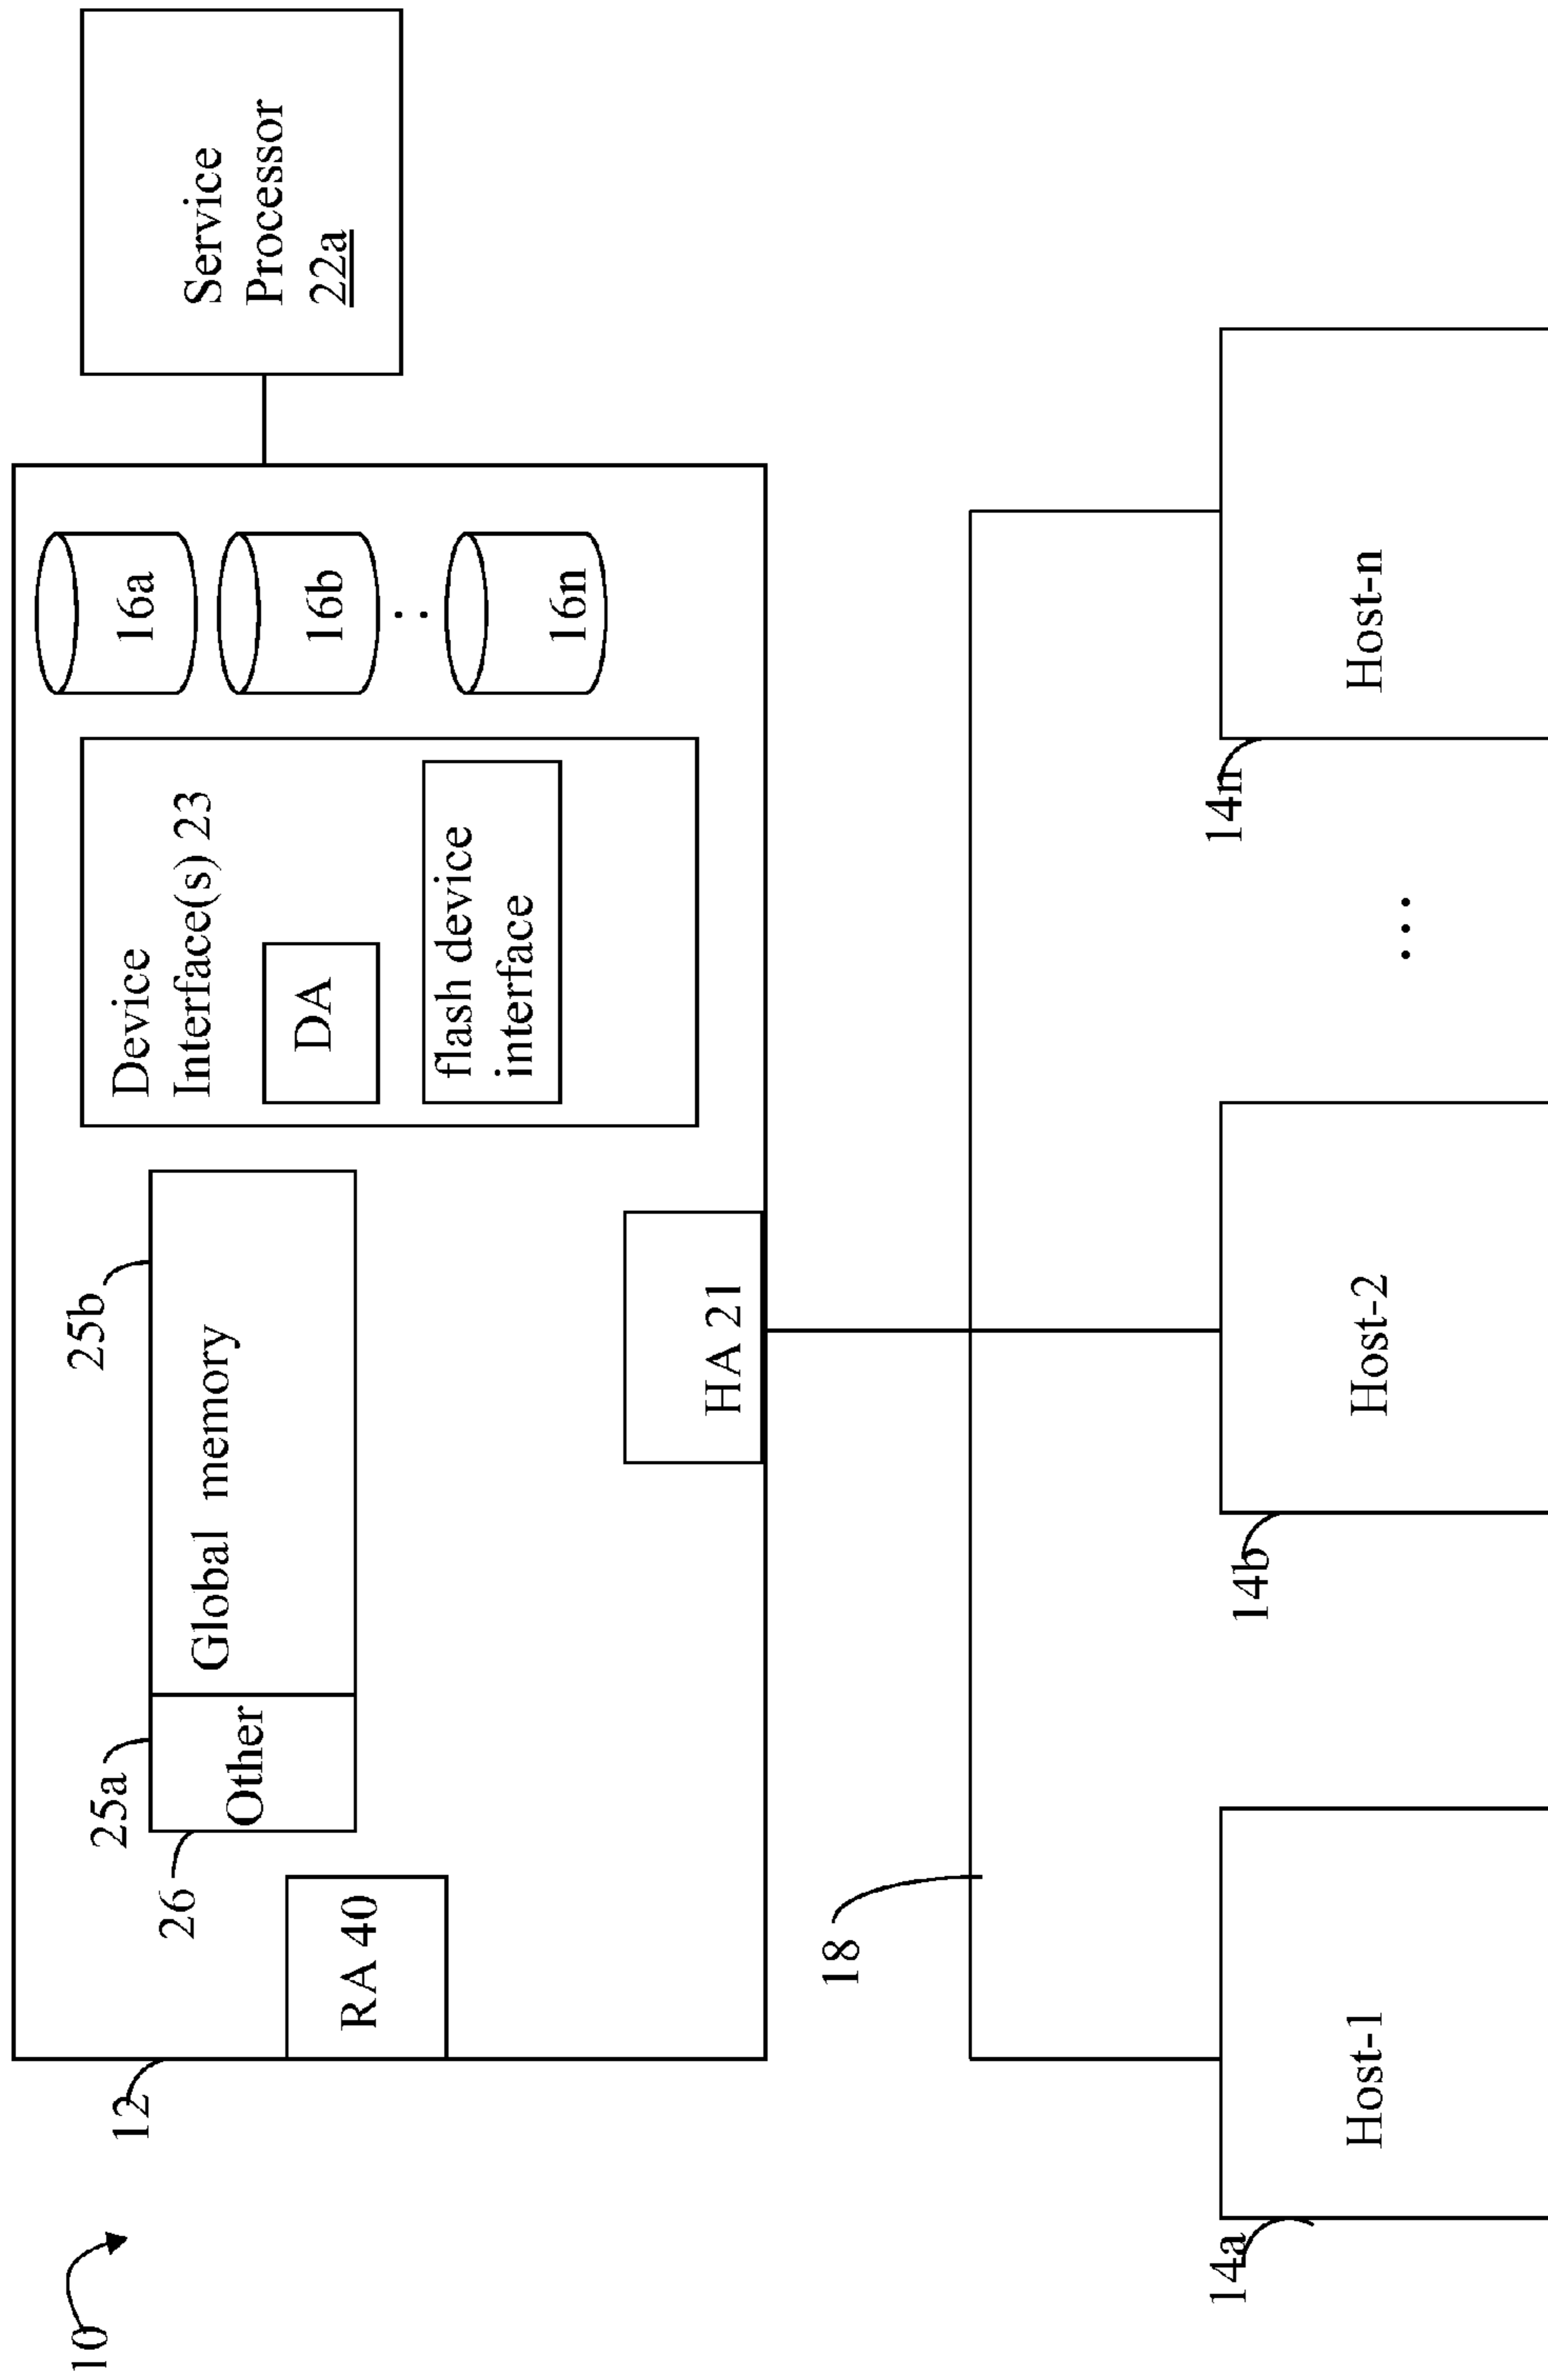 10
12
RA 40
26
25a
Other
25b
Global memory
HA 21
Device
Interface(s) 23
DA
flash device
interface
16a
16b
16n
Service
Processor
22a
18
14a
Host-1
14b
Host-2
...
14n
Host-n